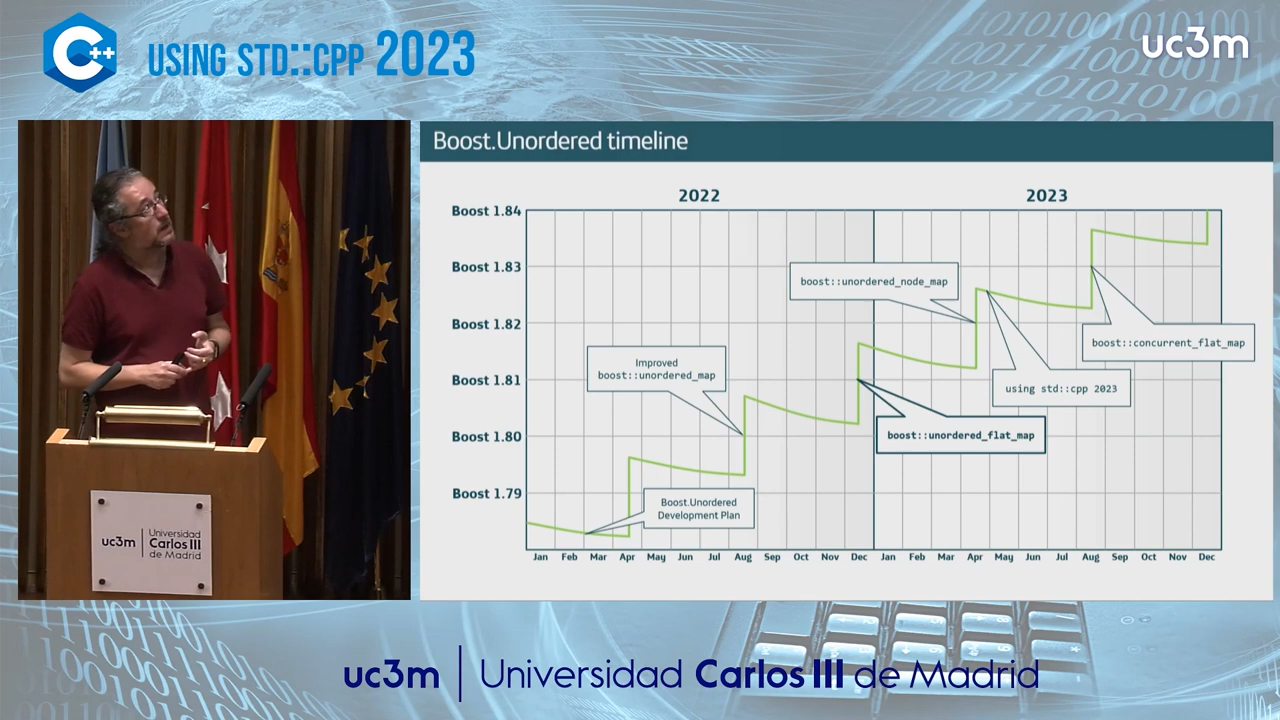 C++
USING STD::CPP 2023
uc3m
Boost.Unordered timeline
2022
2023
Boost 1.84
Boost 1.83
Boost 1.82
Boost 1.81
Boost 1.80
Boost 1.79
boost::unordered_node_map
boost::concurrent_flat_map
Improved
boost::unordered_map
using std::cpp 2023
boost::unordered_flat_map
Boost.Unordered
Development Plan
Jan Feb Mar Apr May Jun Jul Aug Sep Oct Nov Dec Jan Feb Mar Apr May Jun Jul Aug Sep Oct Nov Dec
uc3m
Universidad
Carlos III
de Madrid
uc3m | Universidad Carlos III de Madrid